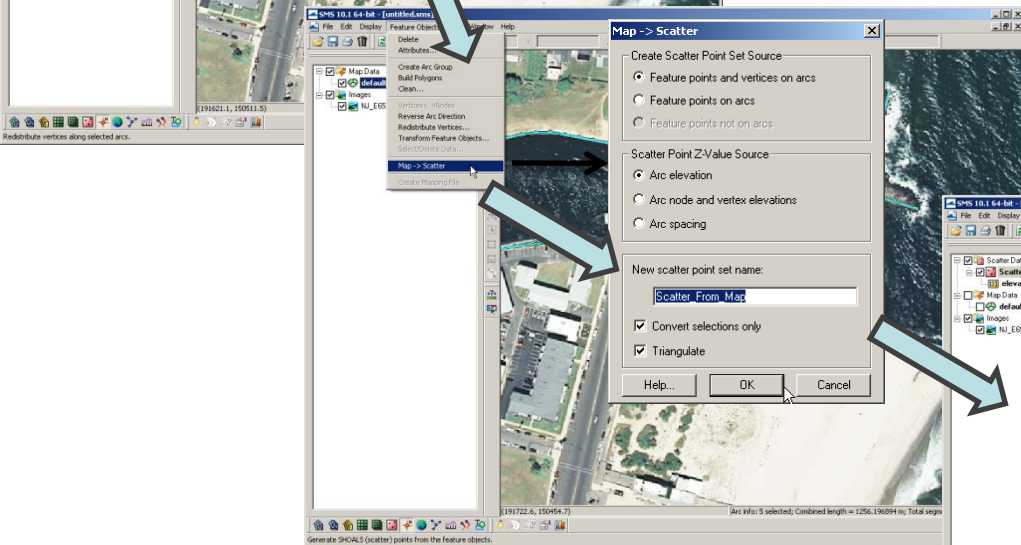 (191621.1, 150511.5)
Redistribute vertices along selected arcs.
SMS 10.1 64-bit - [untitled.sms]
File Edit Display Feature Objects Window Help
Delete
Attributes...
Create Arc Group
Build Polygons
Clean...
Vertices <->Nodes
Reverse Arc Direction
Redistribute Vertices...
Transform Feature Objects...
Select/Delete Data...
Map -> Scatter
Create Mapping File
Map Data
default
Images
NJ_E65
Map -> Scatter
Create Scatter Point Set Source
Feature points and vertices on arcs
Feature points on arcs
Feature points not on arcs
Scatter Point Z-Value Source
Arc elevation
Arc node and vertex elevations
Arc spacing
New scatter point set name:
Scatter_From_Map
Convert selections only
Triangulate
Help... OK Cancel
(191722.6, 150454.7)
Arc info: 5 selected; Combined length = 1256.196894 m; Total segm
Generate SHOALS (scatter) points from the feature objects.
SMS 10.1 64-bit -
File Edit Display
Scatter Dat
Scatte
eleva
Map Data
defaul
Images
NJ_E65